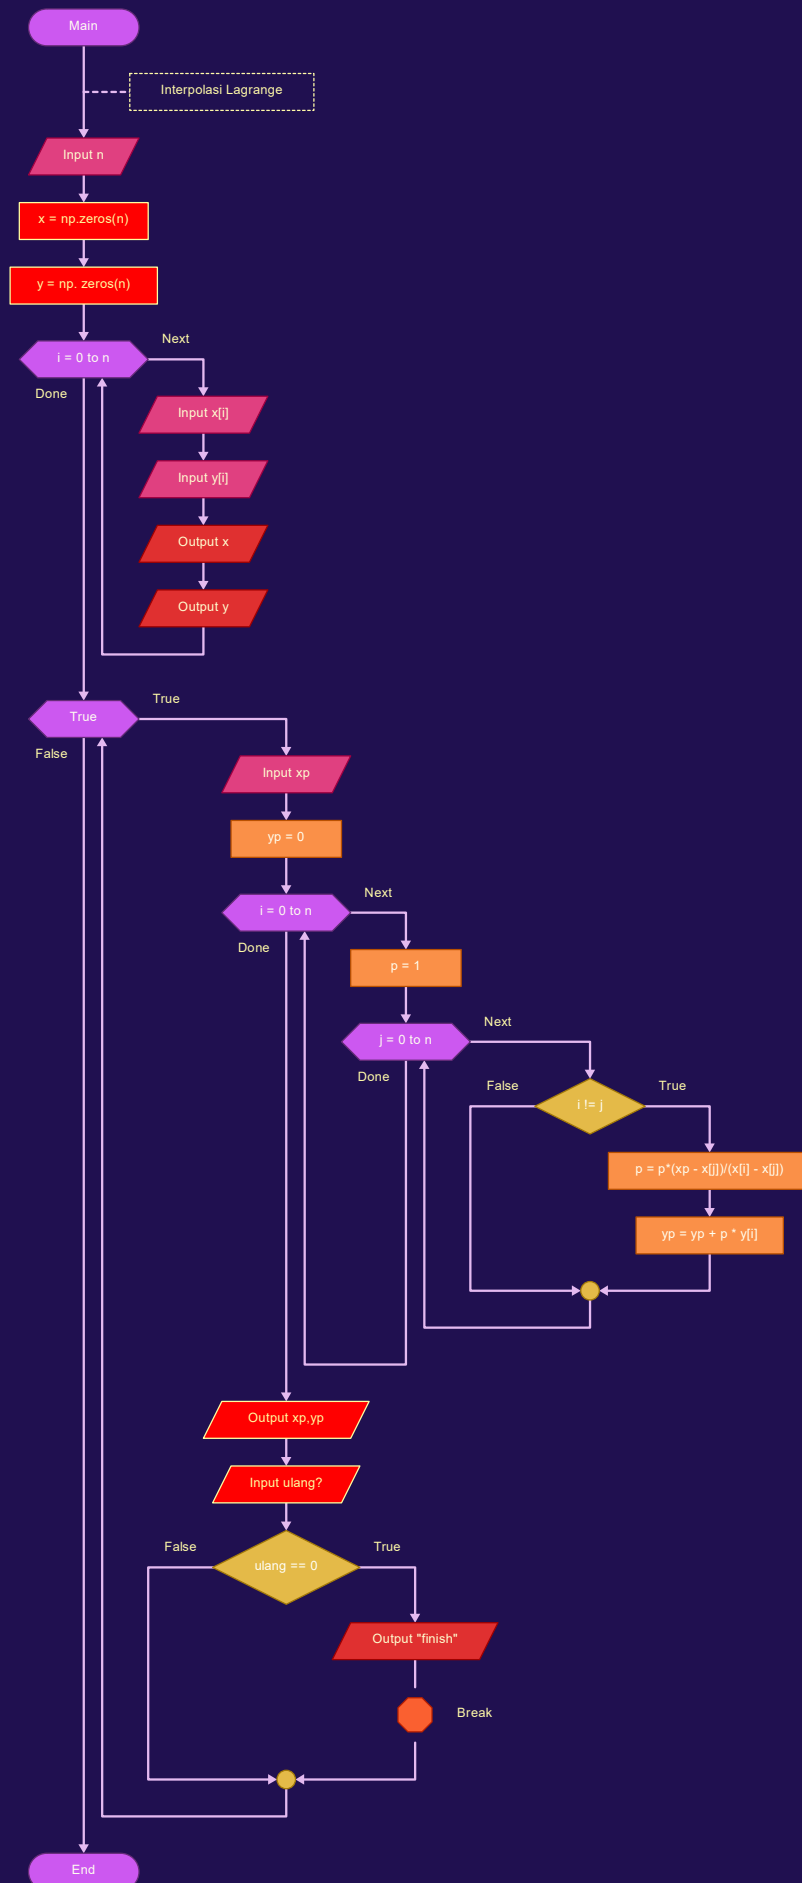 Main
Interpolasi Lagrange
Input n
x = np.zeros(n)
y = np. zeros(n)
i = 0 to n
Next
Done
Input x[i]
Input y[i]
Output x
Output y
True
True
False
Input xp
yp = 0
i = 0 to n
Next
Done
p = 1
j = 0 to n
Next
Done
i != j
False
True
p = p*(xp - x[j])/(x[i] - x[j])
yp = yp + p * y[i]
Output xp,yp
Input ulang?
ulang == 0
False
True
Output "finish"
Break
End